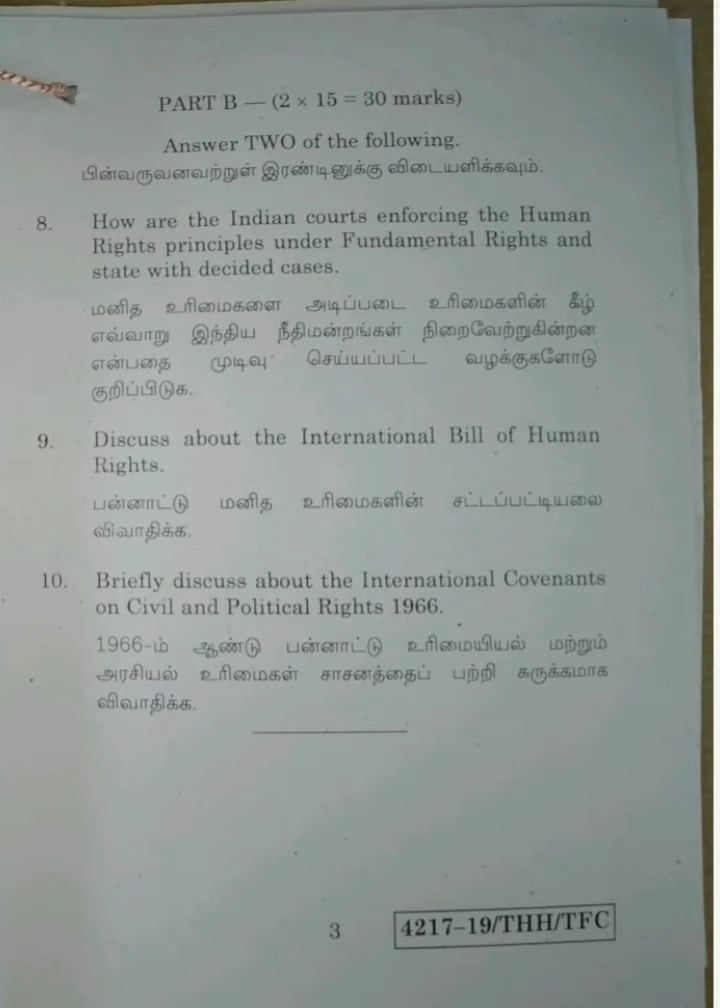 PART B — (2 × 15 = 30 marks)
Answer TWO of the following.
பின்வருவனவற்றுள் இரண்டினுக்கு விடையளிக்கவும்.
8. How are the Indian courts enforcing the Human
Rights principles under Fundamental Rights and
state with decided cases.
மனித உரிமைகளை அடிப்படை உரிமைகளின் கீழ்
எவ்வாறு இந்திய நீதிமன்றங்கள் நிறைவேற்றுகின்றன
என்பதை முடிவு செய்யப்பட்ட வழக்குகளோடு
குறிப்பிடுக.
9. Discuss about the International Bill of Human
Rights.
பன்னாட்டு மனித உரிமைகளின் சட்டப்பட்டியலை
விவாதிக்க.
10. Briefly discuss about the International Covenants
on Civil and Political Rights 1966.
1966-ம் ஆண்டு பன்னாட்டு உரிமையியல் மற்றும்
அரசியல் உரிமைகள் சாசனத்தைப் பற்றி சுருக்கமாக
விவாதிக்க.
3 4217–19/THH/TFC